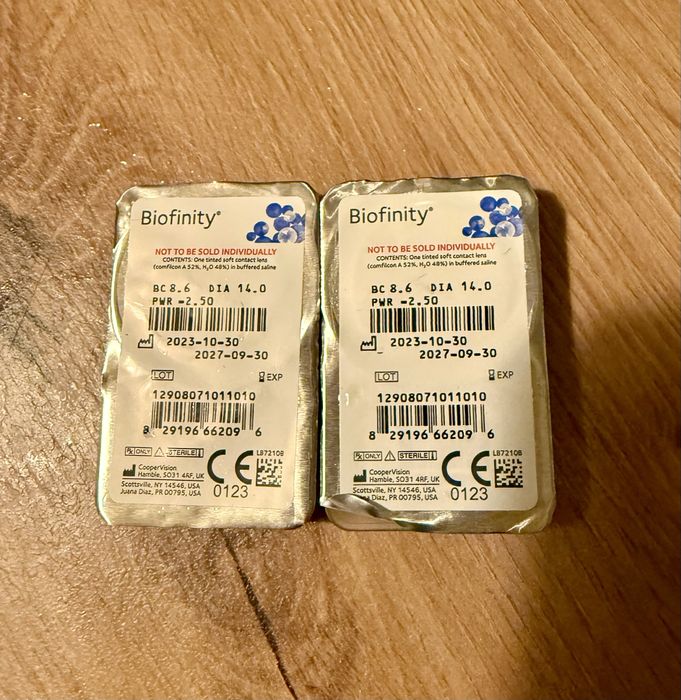 Biofinity®
NOT TO BE SOLD INDIVIDUALLY
CONTENTS: One tinted soft contact lens
(comfilcon A 52%, H₂O 48%) in buffered saline
BC 8.6 DIA 14.0
PWR -2.50
2023-10-30
2027-09-30
LOT
EXP
12908071011010
8 29196 66209 6
Rx ONLY
STERILE
LB7210B
CooperVision
Hamble, SO31 4RF, UK
Scottsville, NY 14546, USA
Juana Diaz, PR 00795, USA
CE
0123
Biofinity®
NOT TO BE SOLD INDIVIDUALLY
CONTENTS: One tinted soft contact lens
(comfilcon A 52%, H₂O 48%) in buffered saline
BC 8.6 DIA 14.0
PWR -2.50
2023-10-30
2027-09-30
LOT
EXP
12908071011010
8 29196 66209 6
Rx ONLY
STERILE
LB7210B
CooperVision
Hamble, SO31 4RF, UK
Scottsville, NY 14546, USA
Juana Diaz, PR 00795, USA
CE
0123